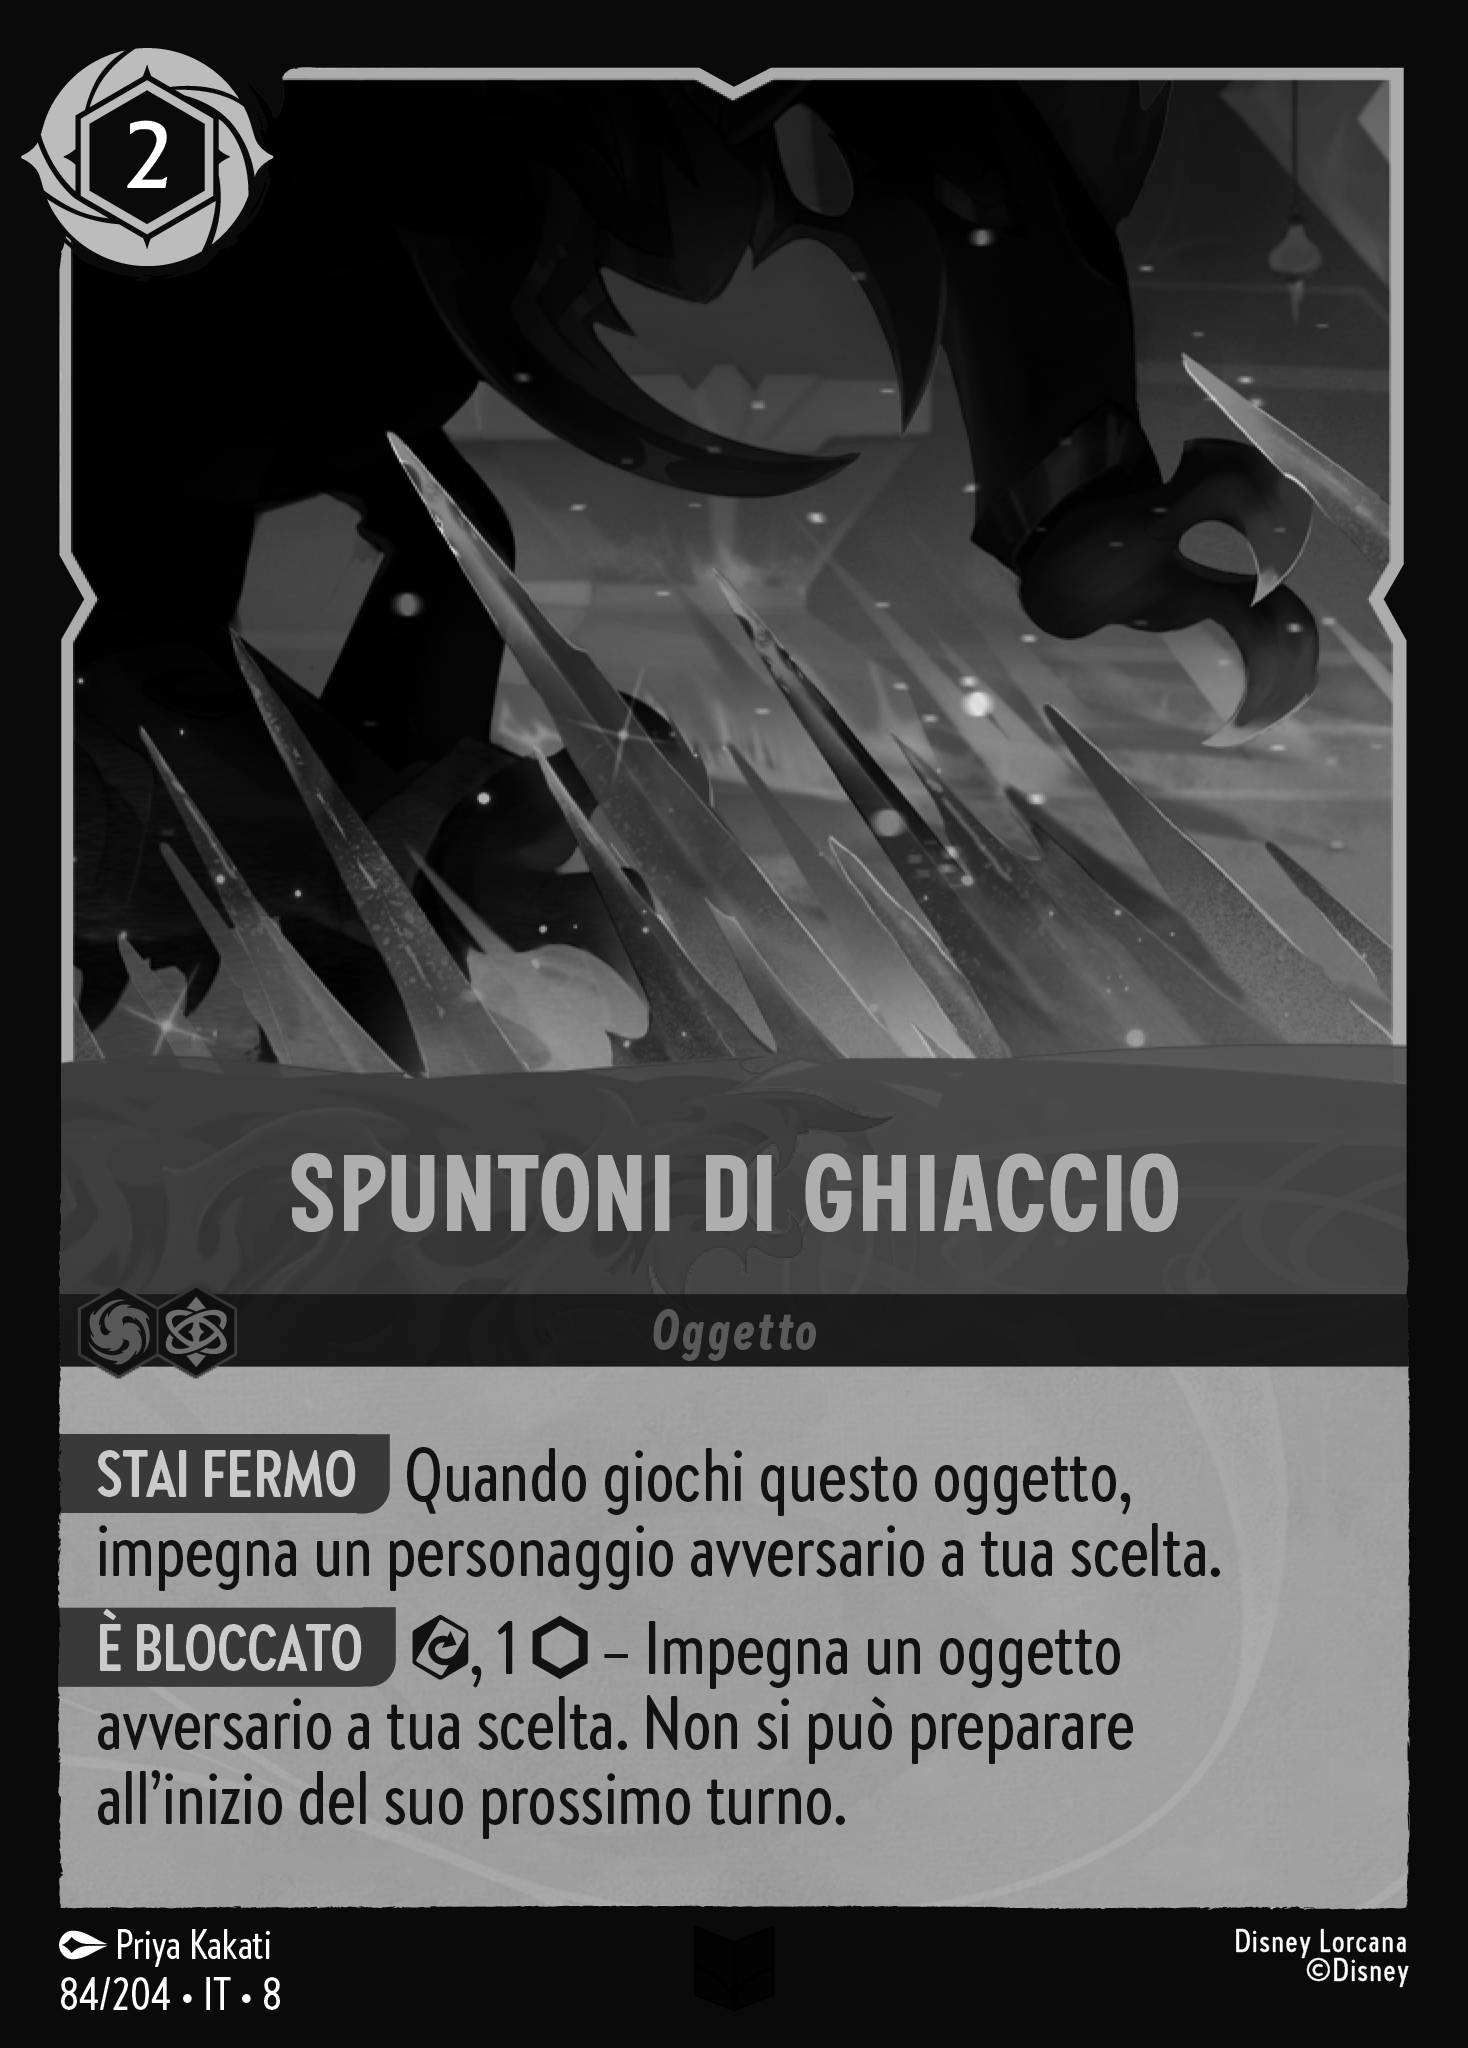 2
SPUNTONI DI GHIACCIO
Oggetto
STAI FERMO Quando giochi questo oggetto,
impegna un personaggio avversario a tua scelta.
È BLOCCATO , 1 – Impegna un oggetto
avversario a tua scelta. Non si può preparare
all’inizio del suo prossimo turno.
Priya Kakati
84/204 • IT • 8
Disney Lorcana
©Disney